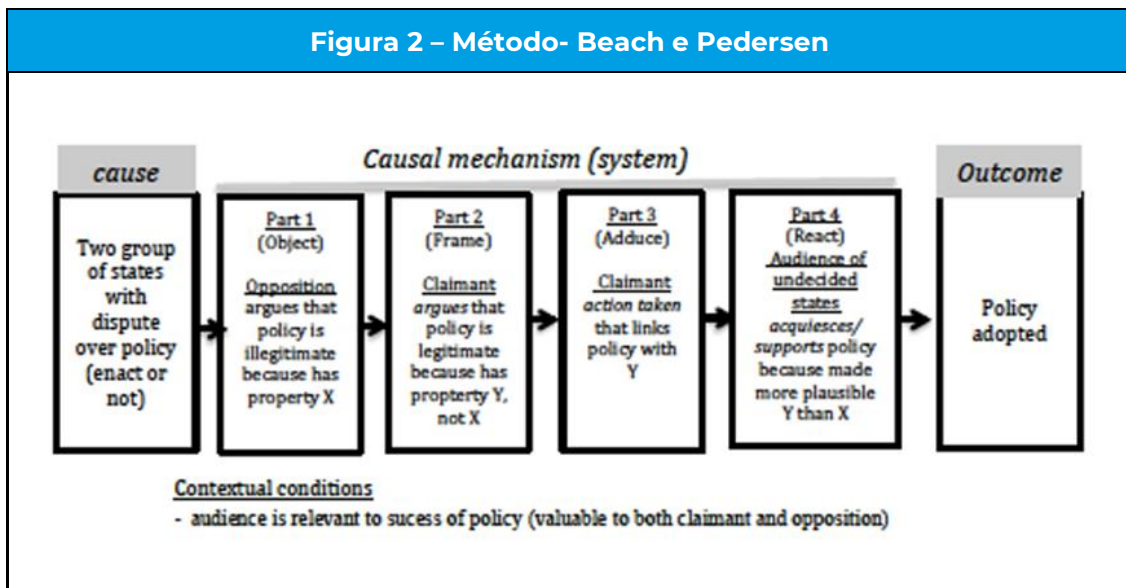 Figura 2 – Método- Beach e Pedersen
cause
Causal mechanism (system)
Outcome
Two group
of states
with
dispute
over policy
(enact or
not)
Part 1
(Object)
Opposition
argues that
policy is
illegitimate
because has
property X
Part 2
(Frame)
Claimant
argues that
policy is
legitimate
because has
propterty Y,
not X
Part 3
(Adduce)
Claimant
action taken
that links
policy with
Y
Part 4
(React)
Audience of
undecided
states
acquiesces/
supports policy
because made
more plausible
Y than X
Policy
adopted
Contextual conditions
- audience is relevant to sucess of policy (valuable to both claimant and opposition)